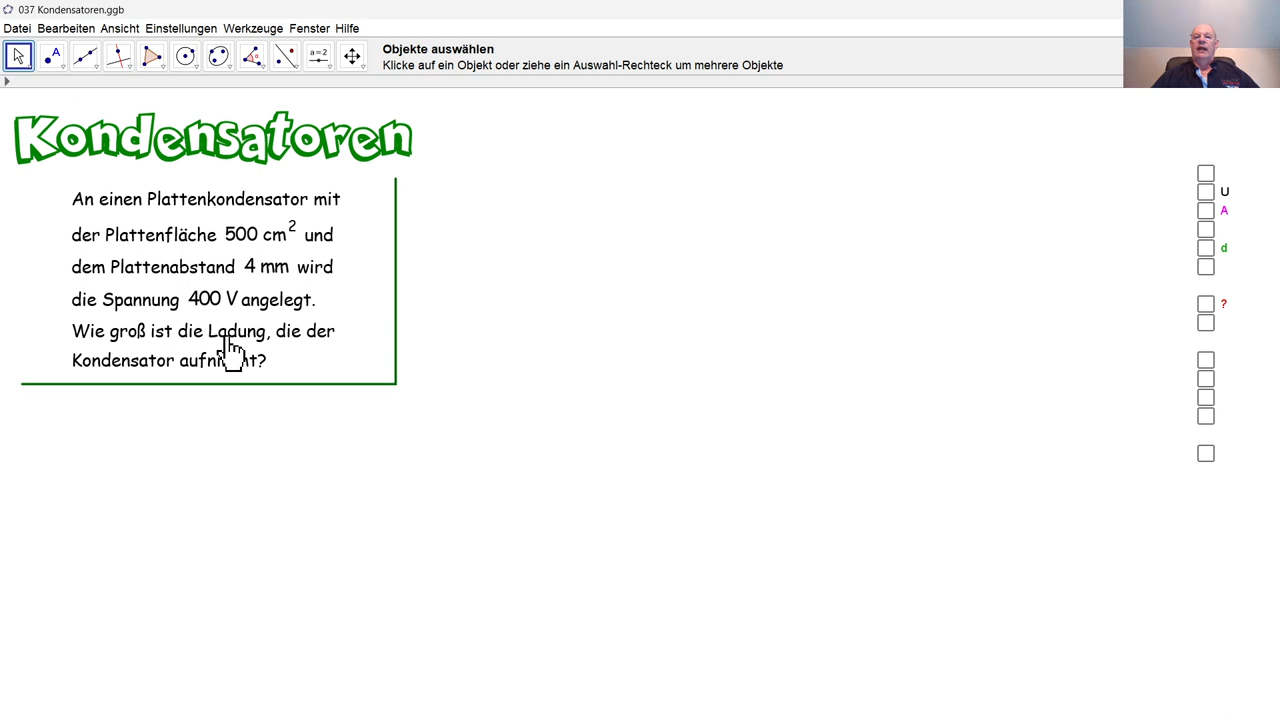 037 Kondensatoren.ggb
Datei Bearbeiten Ansicht Einstellungen Werkzeuge Fenster Hilfe
A
a=2
Objekte auswählen
Klicke auf ein Objekt oder ziehe ein Auswahl-Rechteck um mehrere Objekte
Kondensatoren
An einen Plattenkondensator mit
der Plattenfläche 500 cm² und
dem Plattenabstand 4 mm wird
die Spannung 400 V angelegt.
Wie groß ist die Ladung, die der
Kondensator aufnimmt?
U
A
d
?